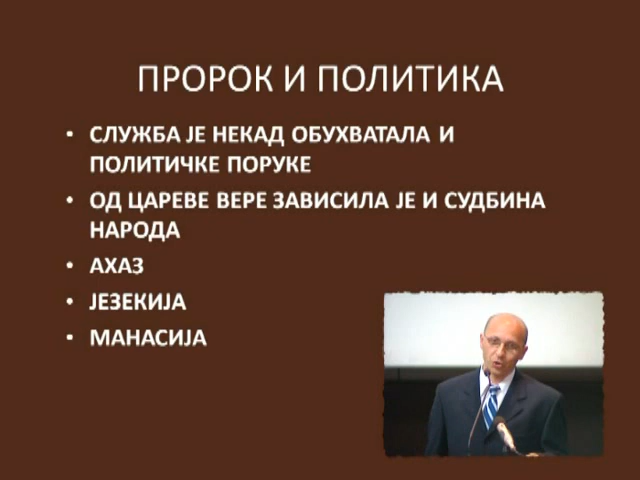 ПРОРОК И ПОЛИТИКА
• СЛУЖБА ЈЕ НЕКАД ОБУХВАТАЛА И
ПОЛИТИЧКЕ ПОРУКЕ
• ОД ЦАРЕВЕ ВЕРЕ ЗАВИСИЛА ЈЕ И СУДБИНА
НАРОДА
• АХАЗ
• ЈЕЗЕКИЈА
• МАНАСИЈА